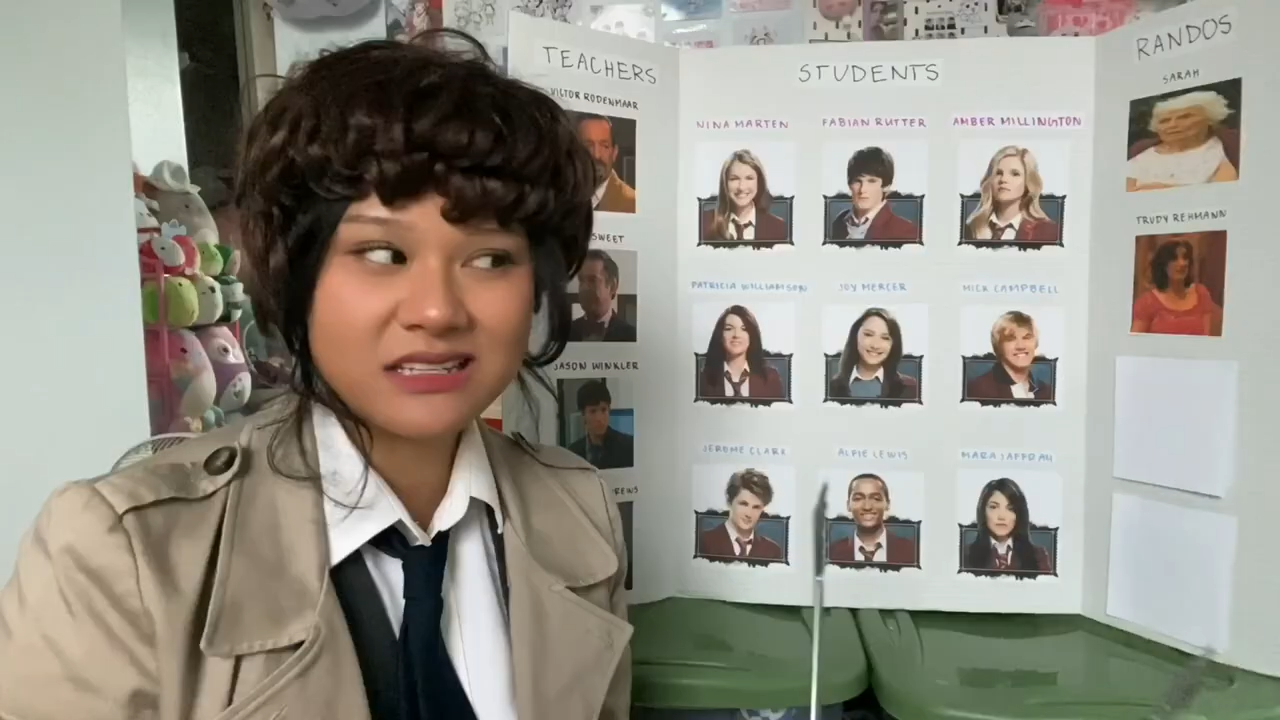 TEACHERS
VICTOR RODENMAAR
SWEET
JASON WINKLER
STUDENTS
NINA MARTEN
FABIAN RUTTER
AMBER MILLINGTON
PATRICIA WILLIAMSON
JOY MERCER
MICK CAMPBELL
JEROME CLARK
ALFIE LEWIS
MARA JAFFRAY
RANDOS
SARAH
TRUDY REHMANN